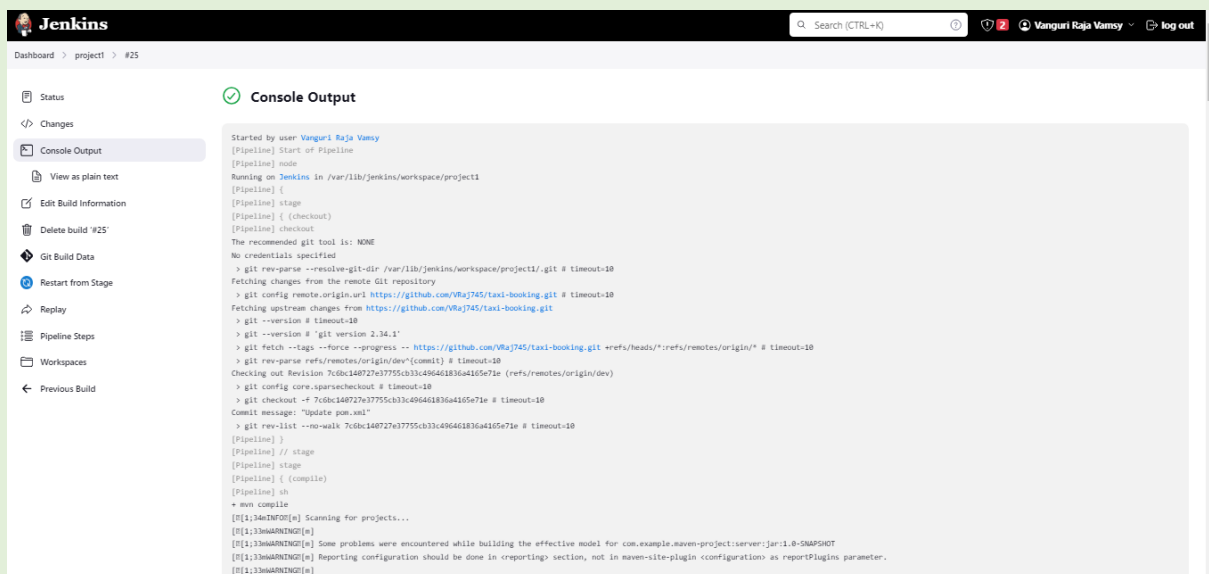 Jenkins
Search (CTRL+K)
2
Vanguri Raja Vamsy
log out
Dashboard > project1 > #25
Status
Changes
Console Output
View as plain text
Edit Build Information
Delete build '#25'
Git Build Data
Restart from Stage
Replay
Pipeline Steps
Workspaces
Previous Build
Console Output
Started by user Vanguri Raja Vamsy
[Pipeline] Start of Pipeline
[Pipeline] node
Running on Jenkins in /var/lib/jenkins/workspace/project1
[Pipeline] {
[Pipeline] stage
[Pipeline] { (checkout)
[Pipeline] checkout
The recommended git tool is: NONE
No credentials specified
> git rev-parse --resolve-git-dir /var/lib/jenkins/workspace/project1/.git # timeout=10
Fetching changes from the remote Git repository
> git config remote.origin.url https://github.com/VRaj745/taxi-booking.git # timeout=10
Fetching upstream changes from https://github.com/VRaj745/taxi-booking.git
> git --version # timeout=10
> git --version # 'git version 2.34.1'
> git fetch --tags --force --progress -- https://github.com/VRaj745/taxi-booking.git +refs/heads/*:refs/remotes/origin/* # timeout=10
> git rev-parse refs/remotes/origin/dev^{commit} # timeout=10
Checking out Revision 7c6bc140727e37755cb33c496461836a4165e71e (refs/remotes/origin/dev)
> git config core.sparsecheckout # timeout=10
> git checkout -f 7c6bc140727e37755cb33c496461836a4165e71e # timeout=10
Commit message: "Update pom.xml"
> git rev-list --no-walk 7c6bc140727e37755cb33c496461836a4165e71e # timeout=10
[Pipeline] }
[Pipeline] // stage
[Pipeline] stage
[Pipeline] { (compile)
[Pipeline] sh
+ mvn compile
[[1;34mINFO[m] Scanning for projects...
[[1;33mWARNING[m]
[[1;33mWARNING[m] Some problems were encountered while building the effective model for com.example.maven-project:server:jar:1.0-SNAPSHOT
[[1;33mWARNING[m] Reporting configuration should be done in <reporting> section, not in maven-site-plugin <configuration> as reportPlugins parameter.
[[1;33mWARNING[m]